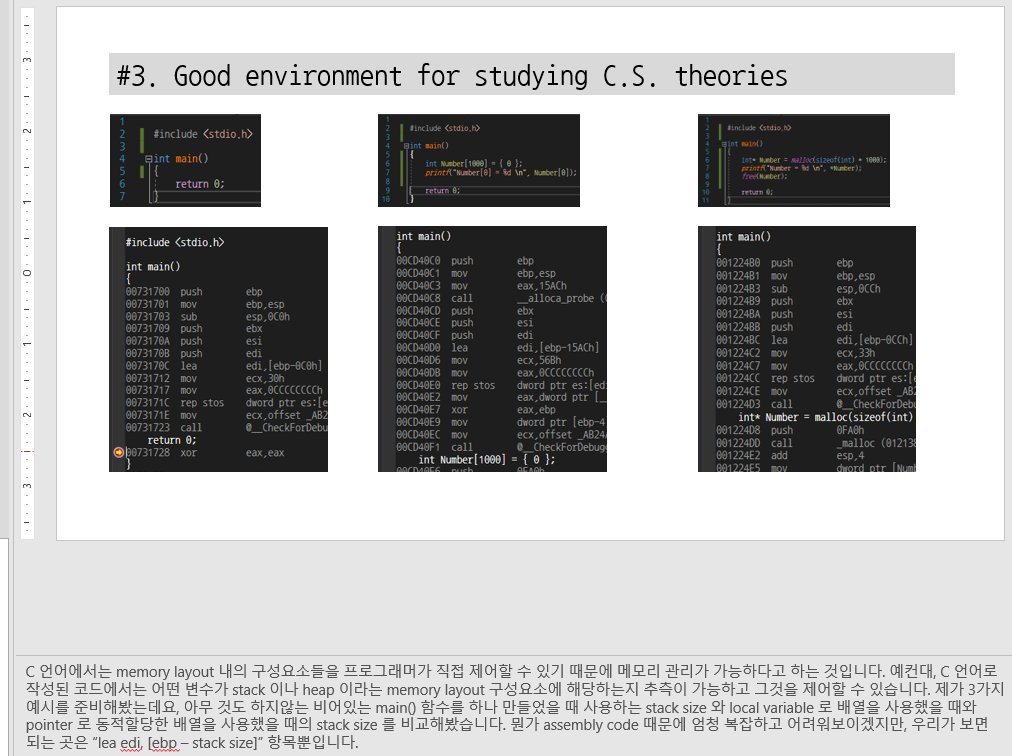 #3. Good environment for studying C.S. theories
1
2 #include <stdio.h>
3
4 int main()
5 {
6 return 0;
7 }
1
2 #include <stdio.h>
3
4 int main()
5 {
6 int Number[1000] = { 0 };
7 printf("Number[0] = %d \n", Number[0]);
8
9 return 0;
10 }
1
2 #include <stdio.h>
3
4 int main()
5 {
6 int* Number = malloc(sizeof(int) * 1000);
7 printf("Number = %d \n", *Number);
8 free(Number);
9
10 return 0;
11 }
#include <stdio.h>
int main()
{
00731700 push ebp
00731701 mov ebp,esp
00731703 sub esp,0C0h
00731709 push ebx
0073170A push esi
0073170B push edi
0073170C lea edi,[ebp-0C0h]
00731712 mov ecx,30h
00731717 mov eax,0CCCCCCCCh
0073171C rep stos dword ptr es:[e
0073171E mov ecx,offset _AB2
00731723 call @__CheckForDebu
return 0;
00731728 xor eax,eax
}
int main()
{
00CD40C0 push ebp
00CD40C1 mov ebp,esp
00CD40C3 mov eax,15ACh
00CD40C8 call __alloca_probe (
00CD40CD push ebx
00CD40CE push esi
00CD40CF push edi
00CD40D0 lea edi,[ebp-15ACh]
00CD40D6 mov ecx,56Bh
00CD40DB mov eax,0CCCCCCCCh
00CD40E0 rep stos dword ptr es:[edi
00CD40E2 mov eax,dword ptr [__
00CD40E7 xor eax,ebp
00CD40E9 mov dword ptr [ebp-4
00CD40EC mov ecx,offset _AB24
00CD40F1 call @__CheckForDebugg
int Number[1000] = { 0 };
00CD40F6 push 0FA0h
int main()
{
001224B0 push ebp
001224B1 mov ebp,esp
001224B3 sub esp,0CCh
001224B9 push ebx
001224BA push esi
001224BB push edi
001224BC lea edi,[ebp-0CCh]
001224C2 mov ecx,33h
001224C7 mov eax,0CCCCCCCCh
001224CC rep stos dword ptr es:[e
001224CE mov ecx,offset _AB2
001224D3 call @__CheckForDebu
int* Number = malloc(sizeof(int)
001224D8 push 0FA0h
001224DD call _malloc (012138
001224E2 add esp,4
001224E5 mov dword ptr [Num
C 언어에서는 memory layout 내의 구성요소들을 프로그래머가 직접 제어할 수 있기 때문에 메모리 관리가 가능하다고 하는 것입니다. 예컨대, C 언어로
작성된 코드에서는 어떤 변수가 stack 이나 heap 이라는 memory layout 구성요소에 해당하는지 추측이 가능하고 그것을 제어할 수 있습니다. 제가 3가지
예시를 준비해봤는데요, 아무 것도 하지않는 비어있는 main() 함수를 하나 만들었을 때 사용하는 stack size 와 local variable 로 배열을 사용했을 때와
pointer 로 동적할당한 배열을 사용했을 때의 stack size 를 비교해봤습니다. 뭔가 assembly code 때문에 엄청 복잡하고 어려워보이겠지만, 우리가 보면
되는 곳은 “lea edi, [ebp – stack size]” 항목뿐입니다.